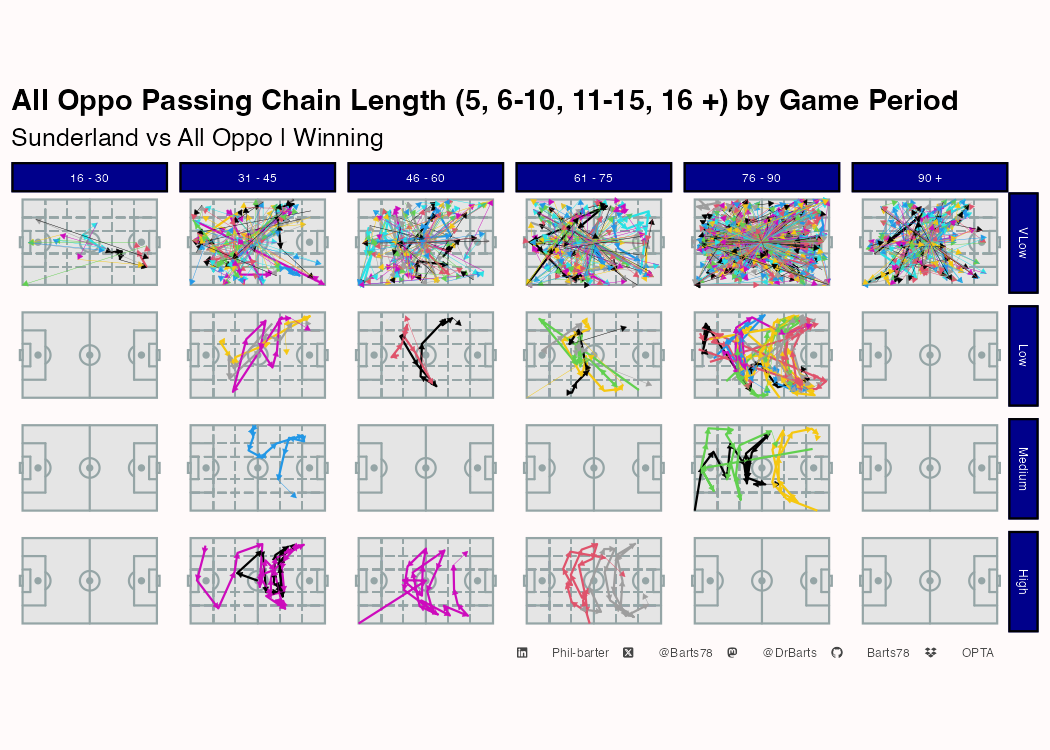 All Oppo Passing Chain Length (5, 6-10, 11-15, 16 +) by Game Period
Sunderland vs All Oppo | Winning
16 - 30
31 - 45
46 - 60
61 - 75
76 - 90
90 +
VLow
Low
Medium
High
Phil-barter @Barts78 @DrBarts Barts78 OPTA